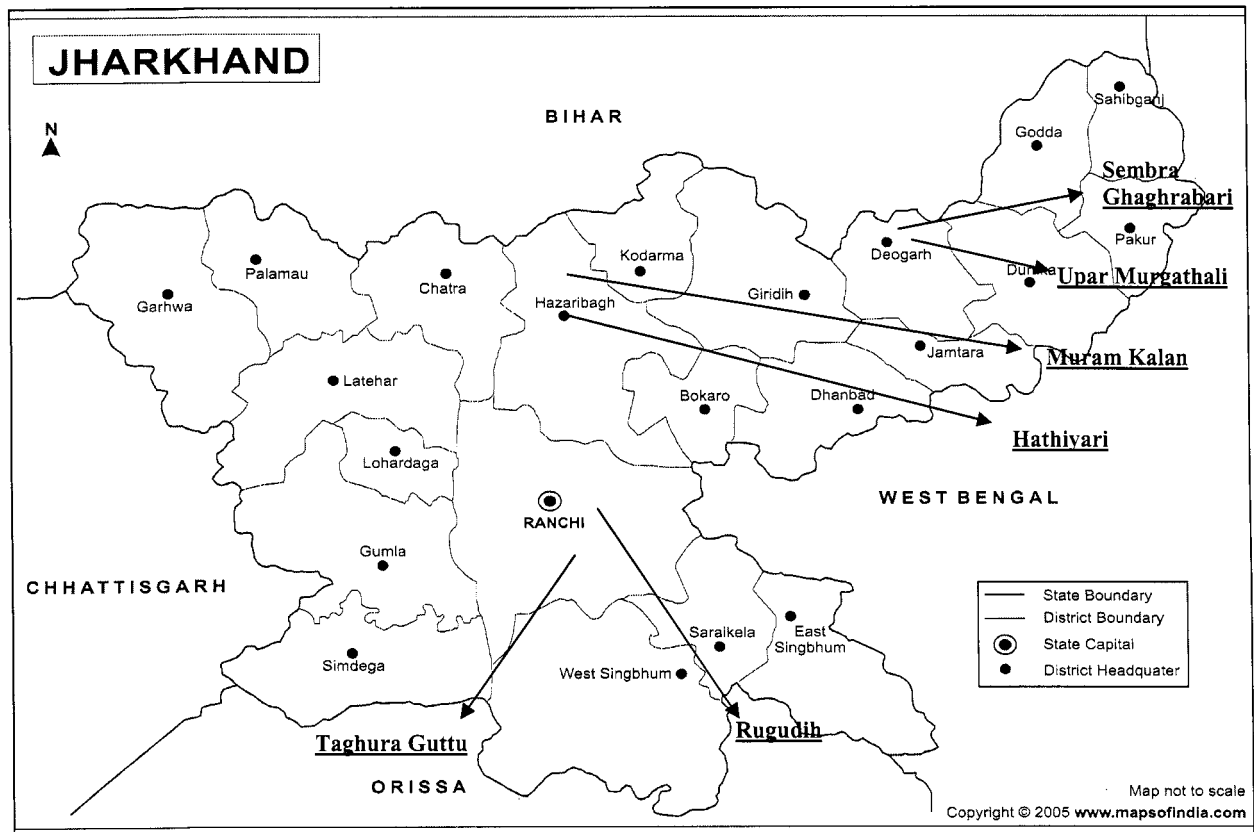 JHARKHAND
N
BIHAR
Sahibganj
Godda
Sembra
Ghaghrabari
Pakur
Deogarh
Dumka
Upar Murgathali
Kodarma
Palamau
Chatra
Garhwa
Giridih
Hazaribagh
Jamtara
Muram Kalan
Latehar
Bokaro
Dhanbad
Hathiyari
Lohardaga
WEST BENGAL
RANCHI
Gumla
CHHATTISGARH
State Boundary
District Boundary
State Capital
District Headquater
Saraikela
East
Singbhum
Simdega
West Singbhum
Taghura Guttu
Rugudih
ORISSA
Map not to scale
Copyright © 2005 www.mapsofindia.com